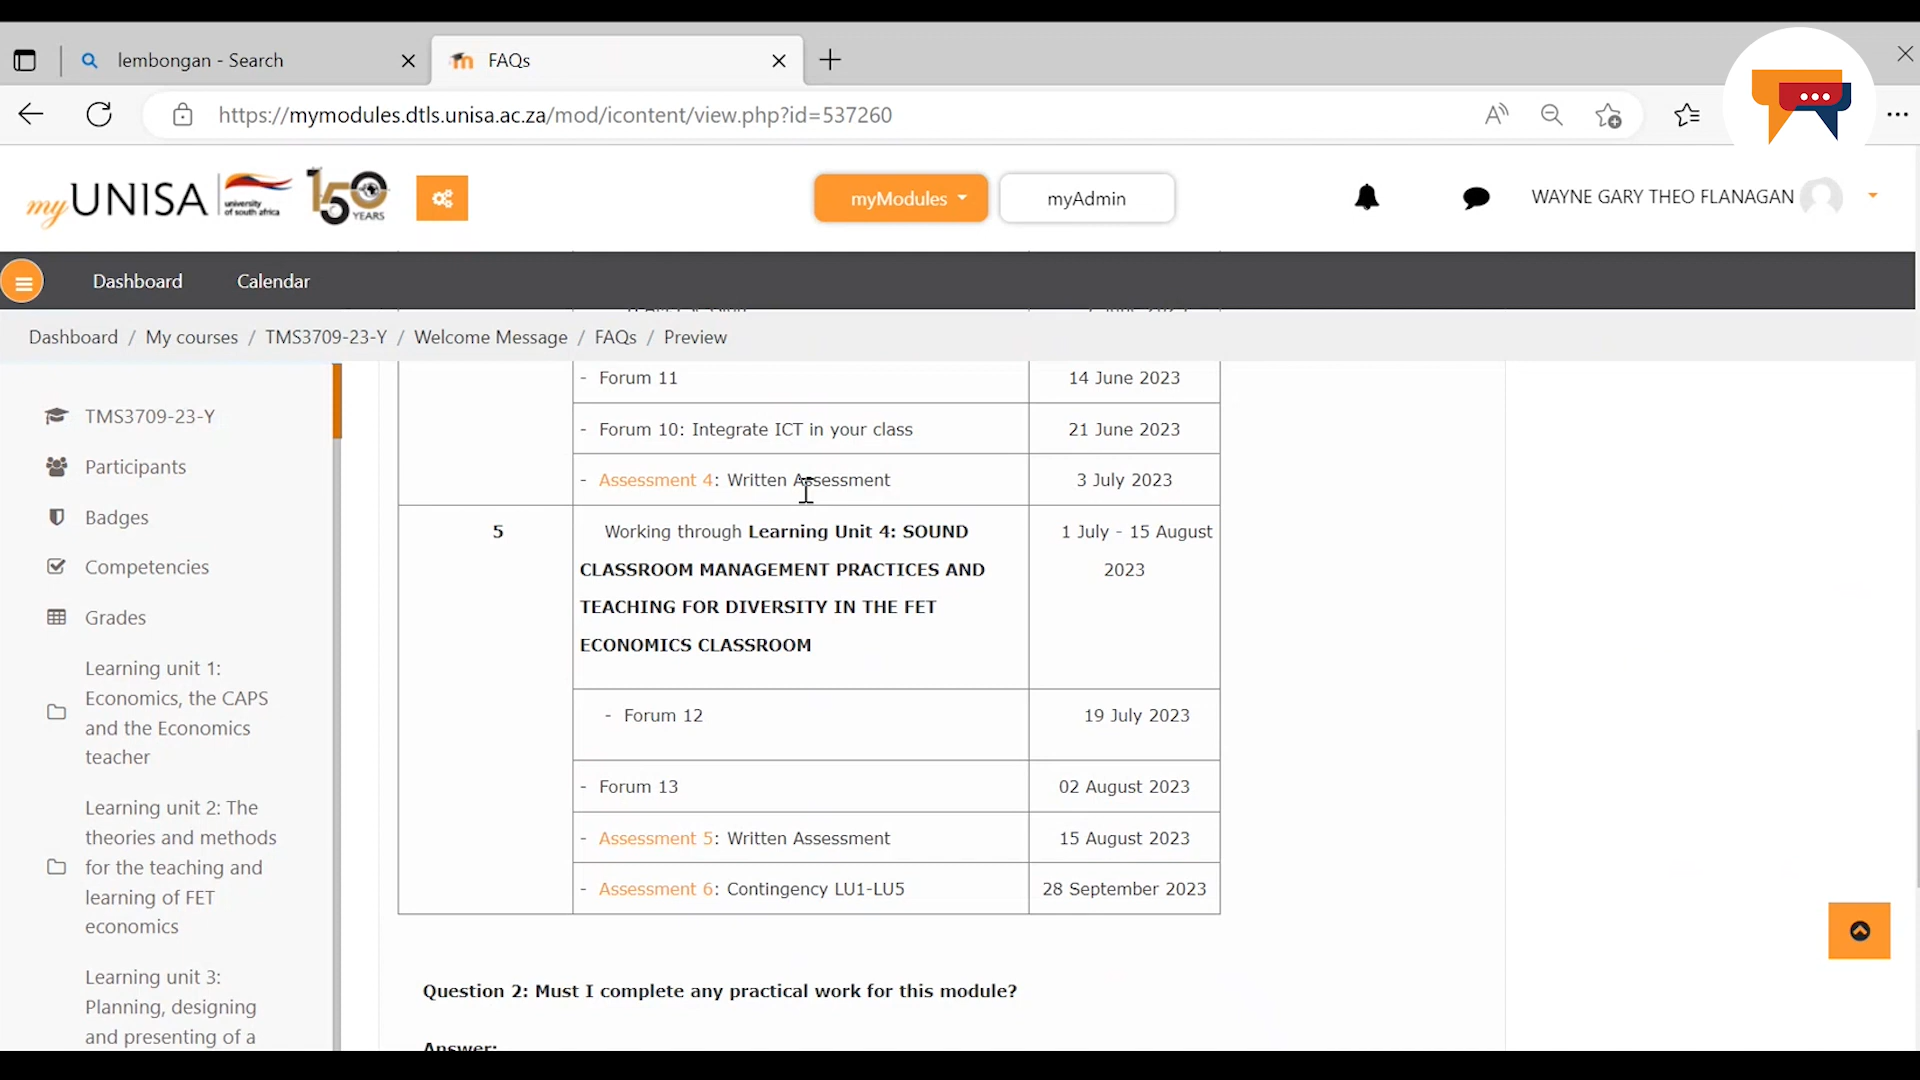 lembongan - Search
FAQs
https://mymodules.dtls.unisa.ac.za/mod/icontent/view.php?id=537260
myUNISA
university
of south africa
150
YEARS
myModules
myAdmin
WAYNE GARY THEO FLANAGAN
Dashboard
Calendar
Dashboard / My courses / TMS3709-23-Y / Welcome Message / FAQs / Preview
TMS3709-23-Y
Participants
Badges
Competencies
Grades
Learning unit 1:
Economics, the CAPS
and the Economics
teacher
Learning unit 2: The
theories and methods
for the teaching and
learning of FET
economics
Learning unit 3:
Planning, designing
and presenting of a
- Forum 11 14 June 2023
- Forum 10: Integrate ICT in your class 21 June 2023
- Assessment 4: Written Assessment 3 July 2023
5 Working through Learning Unit 4: SOUND 1 July - 15 August
CLASSROOM MANAGEMENT PRACTICES AND 2023
TEACHING FOR DIVERSITY IN THE FET
ECONOMICS CLASSROOM
- Forum 12 19 July 2023
- Forum 13 02 August 2023
- Assessment 5: Written Assessment 15 August 2023
- Assessment 6: Contingency LU1-LU5 28 September 2023
Question 2: Must I complete any practical work for this module?
Answer: